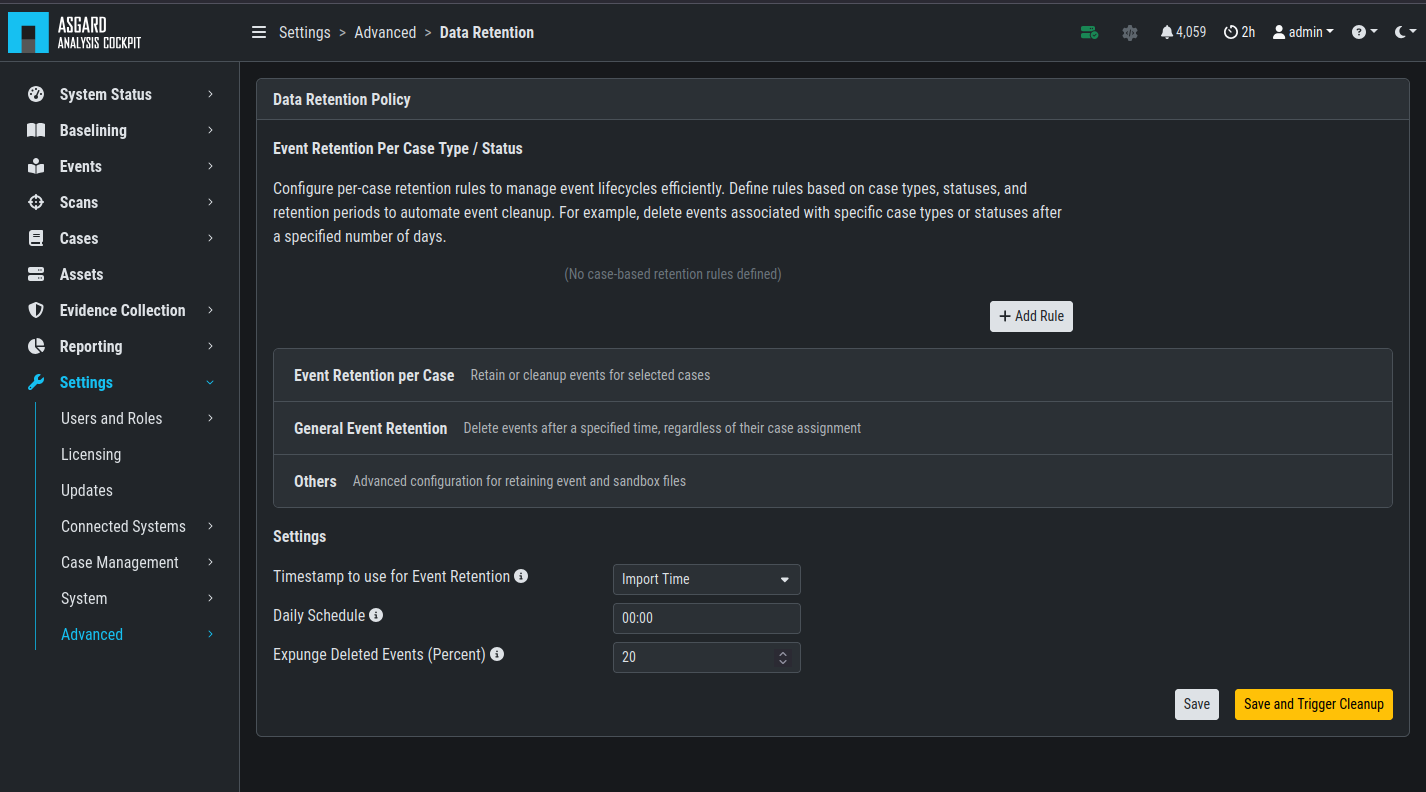 ASGARD
ANALYSIS COCKPIT
Settings > Advanced > Data Retention
4,059
2h
admin
System Status
Baselining
Events
Scans
Cases
Assets
Evidence Collection
Reporting
Settings
Users and Roles
Licensing
Updates
Connected Systems
Case Management
System
Advanced
Data Retention Policy
Event Retention Per Case Type / Status
Configure per-case retention rules to manage event lifecycles efficiently. Define rules based on case types, statuses, and
retention periods to automate event cleanup. For example, delete events associated with specific case types or statuses after
a specified number of days.
(No case-based retention rules defined)
+ Add Rule
Event Retention per Case Retain or cleanup events for selected cases
General Event Retention Delete events after a specified time, regardless of their case assignment
Others Advanced configuration for retaining event and sandbox files
Settings
Timestamp to use for Event Retention Import Time
Daily Schedule 00:00
Expunge Deleted Events (Percent) 20
Save
Save and Trigger Cleanup